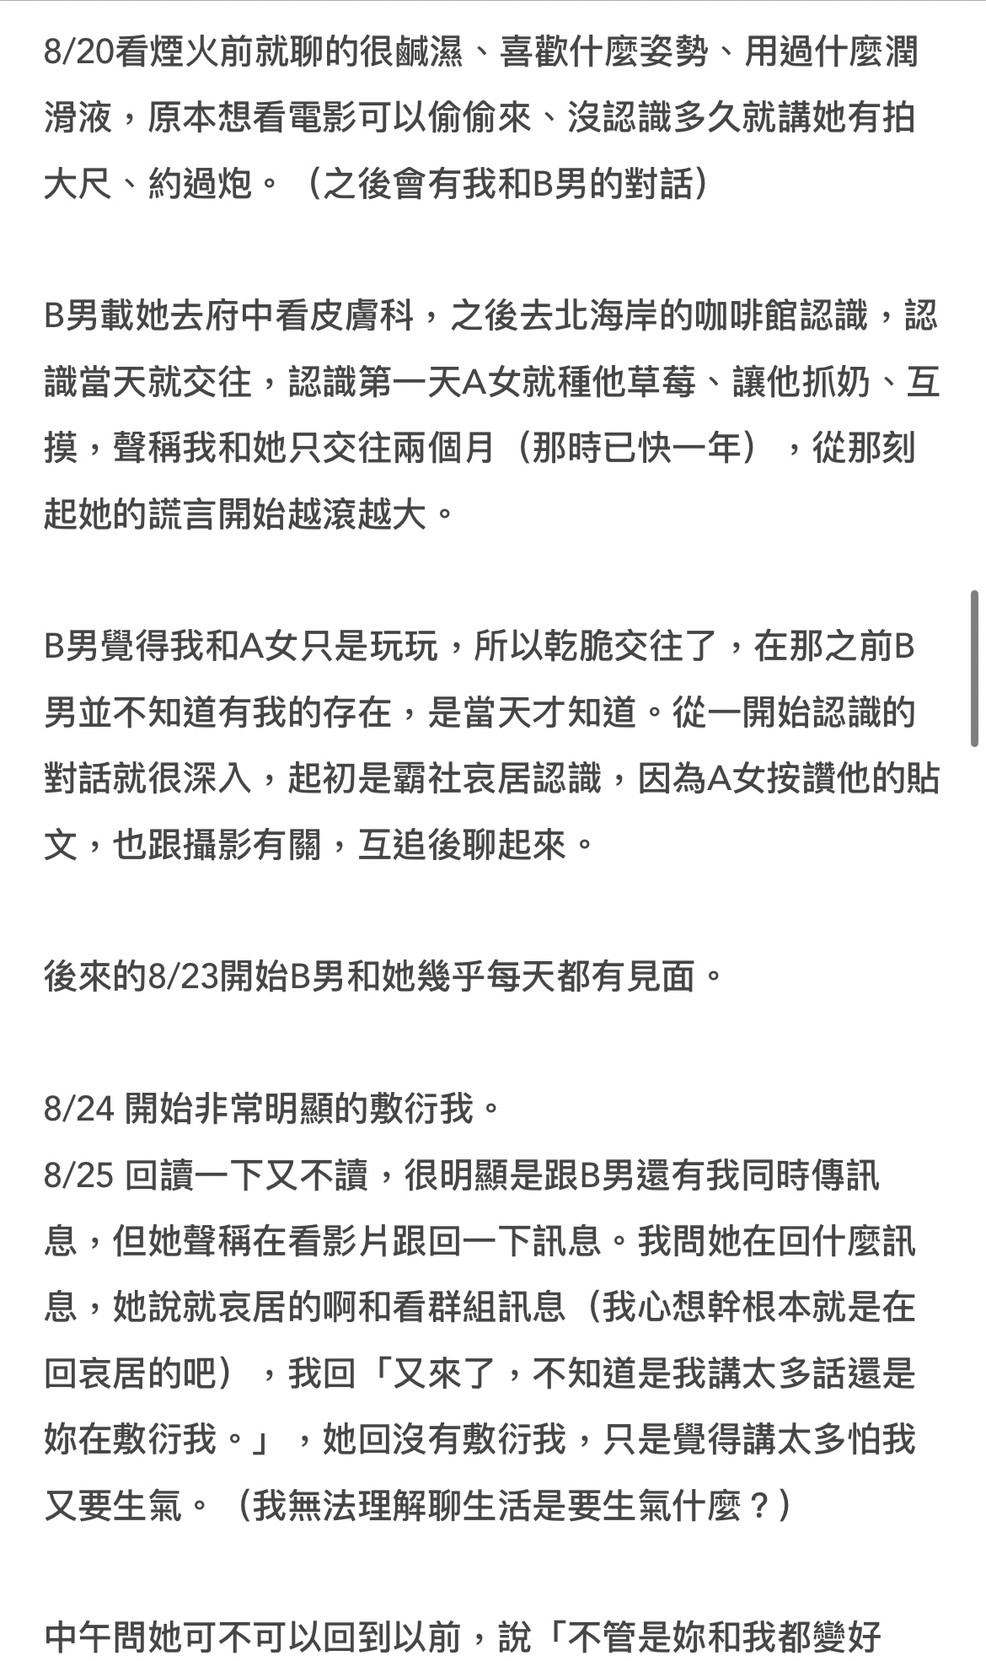 8/20看煙火前就聊的很鹹濕、喜歡什麼姿勢、用過什麼潤
滑液，原本想看電影可以偷偷來、沒認識多久就講她有拍
大尺、約過炮。（之後會有我和B男的對話）
B男載她去府中看皮膚科，之後去北海岸的咖啡館認識，認
識當天就交往，認識第一天A女就種他草莓、讓他抓奶、互
摸，聲稱我和她只交往兩個月（那時已快一年），從那刻
起她的謊言開始越滾越大。
B男覺得我和A女只是玩玩，所以乾脆交往了，在那之前B
男並不知道有我的存在，是當天才知道。從一開始認識的
對話就很深入，起初是霸社哀居認識，因為A女按讚他的貼
文，也跟攝影有關，互追後聊起來。
後來的8/23開始B男和她幾乎每天都有見面。
8/24 開始非常明顯的敷衍我。
8/25 回讀一下又不讀，很明顯是跟B男還有我同時傳訊
息，但她聲稱在看影片跟回一下訊息。我問她在回什麼訊
息，她說就哀居的啊和看群組訊息（我心想幹根本就是在
回哀居的吧），我回「又來了，不知道是我講太多話還是
妳在敷衍我。」，她回沒有敷衍我，只是覺得講太多怕我
又要生氣。（我無法理解聊生活是要生氣什麼？）
中午問她可不可以回到以前，說「不管是妳和我都變好